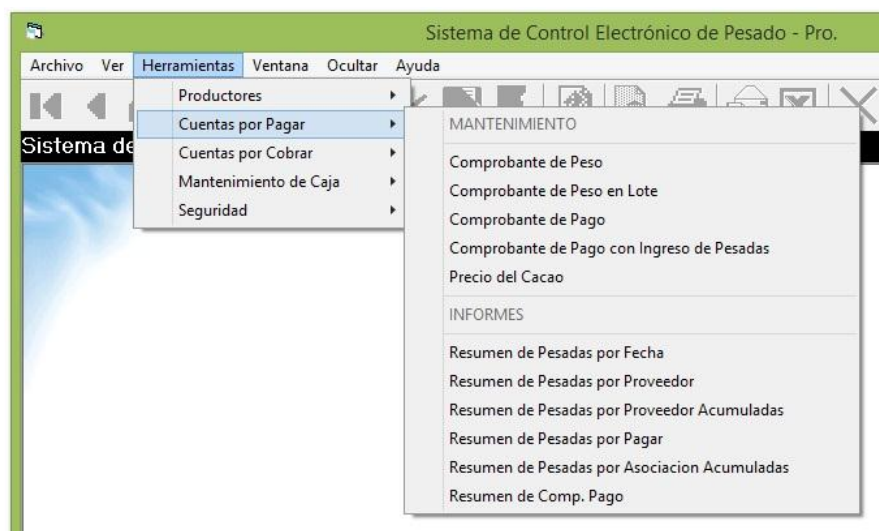 Sistema de Control Electrónico de Pesado - Pro.
Archivo Ver Herramientas Ventana Ocultar Ayuda
Sistema de
Productores
Cuentas por Pagar
Cuentas por Cobrar
Mantenimiento de Caja
Seguridad
MANTENIMIENTO
Comprobante de Peso
Comprobante de Peso en Lote
Comprobante de Pago
Comprobante de Pago con Ingreso de Pesadas
Precio del Cacao
INFORMES
Resumen de Pesadas por Fecha
Resumen de Pesadas por Proveedor
Resumen de Pesadas por Proveedor Acumuladas
Resumen de Pesadas por Pagar
Resumen de Pesadas por Asociacion Acumuladas
Resumen de Comp. Pago